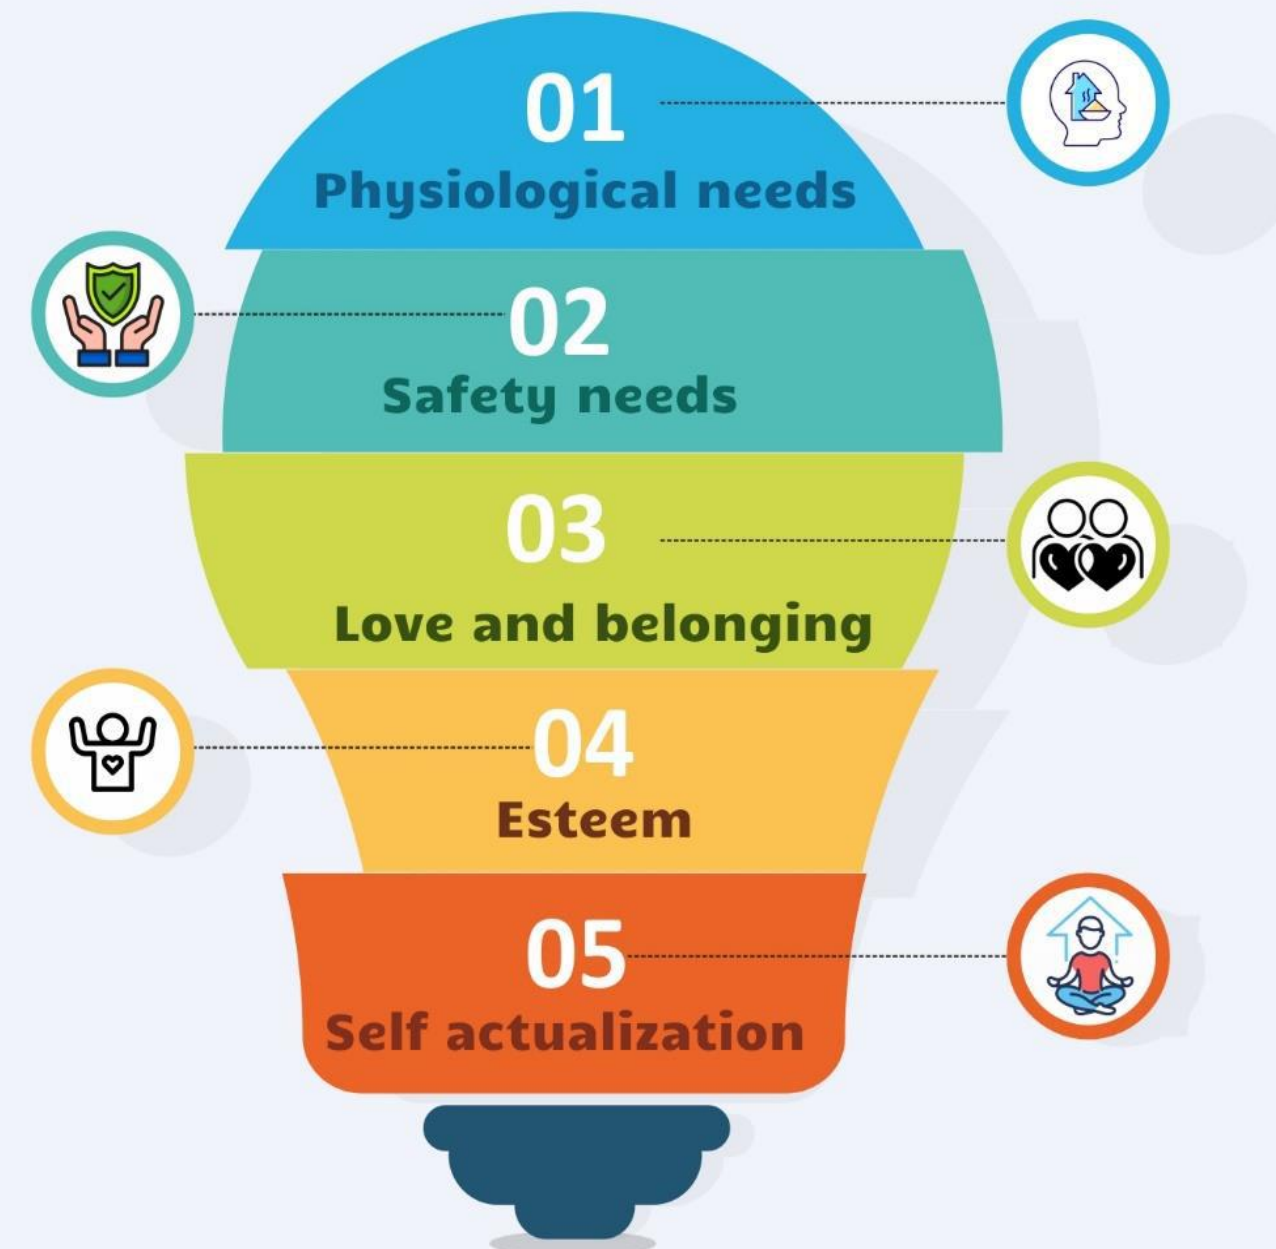 01
Physiological needs
02
Safety needs
03
Love and belonging
04
Esteem
05
Self actualization